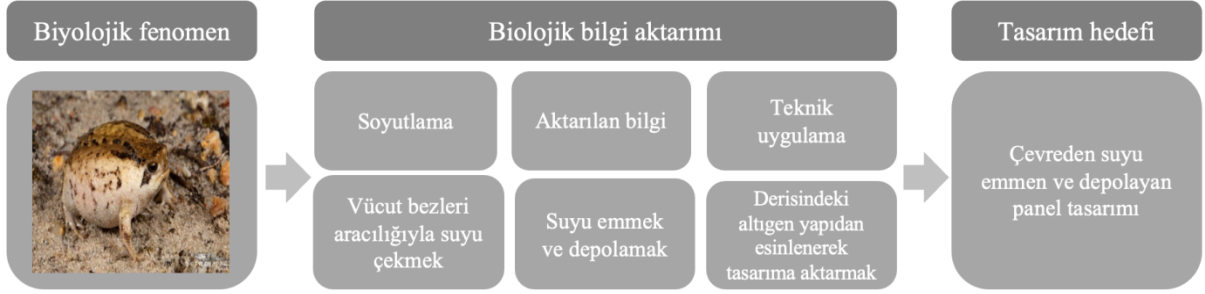 Biyolojik fenomen
Biolojik bilgi aktarımı
Tasarım hedefi
Soyutlama
Aktarılan bilgi
Teknik
uygulama
Vücut bezleri
aracılığıyla suyu
çekmek
Suyu emmek
ve depolamak
Derisindeki
altıgen yapıdan
esinlenerek
tasarıma aktarmak
Çevreden suyu
emmen ve depolayan
panel tasarımı